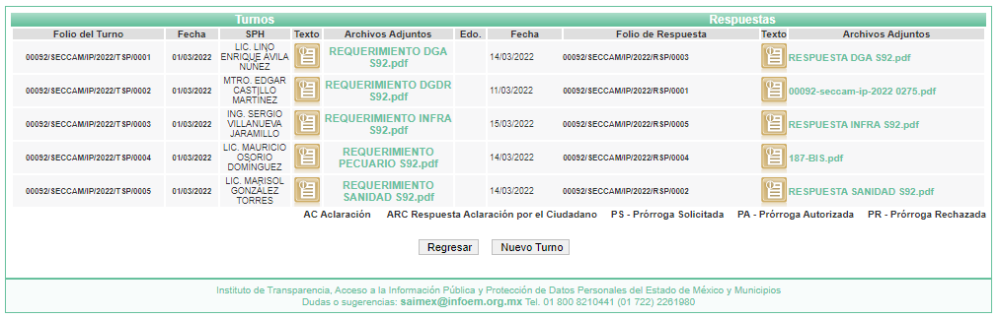 Turnos Respuestas
Folio del Turno Fecha SPH Texto Archivos Adjuntos Edo. Fecha Folio de Respuesta Texto Archivos Adjuntos
00092/SECCAM/IP/2022/TSP/0001 01/03/2022 LIC. LINO ENRIQUE AVILA NÚÑEZ REQUERIMIENTO DGA S92.pdf 14/03/2022 00092/SECCAM/IP/2022/RSP/0003 RESPUESTA DGA S92.pdf
00092/SECCAM/IP/2022/TSP/0002 01/03/2022 MTRO. EDGAR CASTILLO MARTÍNEZ REQUERIMIENTO DGDR S92.pdf 11/03/2022 00092/SECCAM/IP/2022/RSP/0001 00092-seccam-ip-2022 0275.pdf
00092/SECCAM/IP/2022/TSP/0003 01/03/2022 ING. SERGIO VILLANUEVA JARAMILLO REQUERIMIENTO INFRA S92.pdf 15/03/2022 00092/SECCAM/IP/2022/RSP/0005 RESPUESTA INFRA S92.pdf
00092/SECCAM/IP/2022/TSP/0004 01/03/2022 LIC. MAURICIO OSORIO DOMÍNGUEZ REQUERIMIENTO PECUARIO S92.pdf 14/03/2022 00092/SECCAM/IP/2022/RSP/0004 187-BIS.pdf
00092/SECCAM/IP/2022/TSP/0005 01/03/2022 LIC. MARISOL GONZÁLEZ TORRES REQUERIMIENTO SANIDAD S92.pdf 14/03/2022 00092/SECCAM/IP/2022/RSP/0002 RESPUESTA SANIDAD S92.pdf
AC Aclaración ARC Respuesta Aclaración por el Ciudadano PS - Prórroga Solicitada PA - Prórroga Autorizada PR - Prórroga Rechazada
Regresar Nuevo Turno
Instituto de Transparencia, Acceso a la Información Pública y Protección de Datos Personales del Estado de México y Municipios
Dudas o sugerencias: saimex@infoem.org.mx Tel. 01 800 8210441 (01 722) 2261980